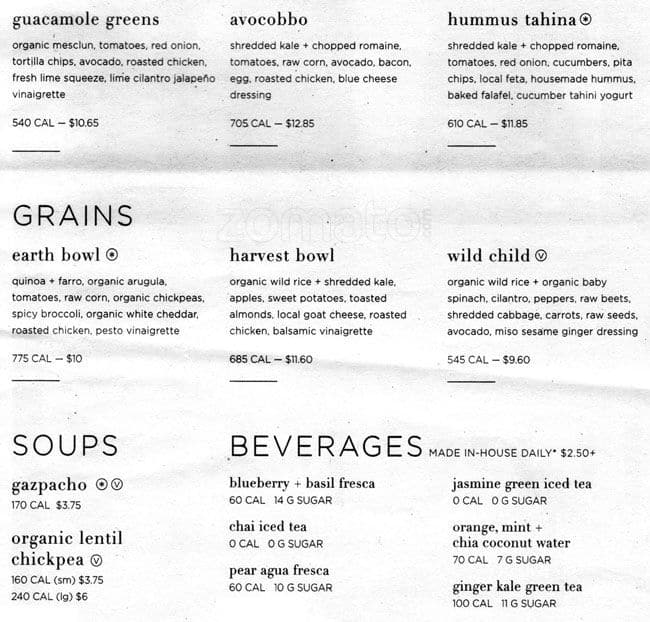 guacamole greens
organic mesclun, tomatoes, red onion,
tortilla chips, avocado, roasted chicken,
fresh lime squeeze, lime cilantro jalapeño
vinaigrette
540 CAL — $10.65
avocobbo
shredded kale + chopped romaine,
tomatoes, raw corn, avocado, bacon,
egg, roasted chicken, blue cheese
dressing
705 CAL — $12.85
hummus tahina
shredded kale + chopped romaine,
tomatoes, red onion, cucumbers, pita
chips, local feta, housemade hummus,
baked falafel, cucumber tahini yogurt
610 CAL — $11.85
zomato
GRAINS
earth bowl
quinoa + farro, organic arugula,
tomatoes, raw corn, organic chickpeas,
spicy broccoli, organic white cheddar,
roasted chicken, pesto vinaigrette
775 CAL — $10
harvest bowl
organic wild rice + shredded kale,
apples, sweet potatoes, toasted
almonds, local goat cheese, roasted
chicken, balsamic vinaigrette
685 CAL — $11.60
wild child Ⓥ
organic wild rice + organic baby
spinach, cilantro, peppers, raw beets,
shredded cabbage, carrots, raw seeds,
avocado, miso sesame ginger dressing
545 CAL — $9.60
SOUPS
gazpacho Ⓥ
170 CAL $3.75
organic lentil
chickpea Ⓥ
160 CAL (sm) $3.75
240 CAL (lg) $6
BEVERAGES MADE IN-HOUSE DAILY* $2.50+
blueberry + basil fresca
60 CAL 14 G SUGAR
chai iced tea
0 CAL 0 G SUGAR
pear agua fresca
60 CAL 10 G SUGAR
jasmine green iced tea
0 CAL 0 G SUGAR
orange, mint +
chia coconut water
70 CAL 7 G SUGAR
ginger kale green tea
100 CAL 11 G SUGAR